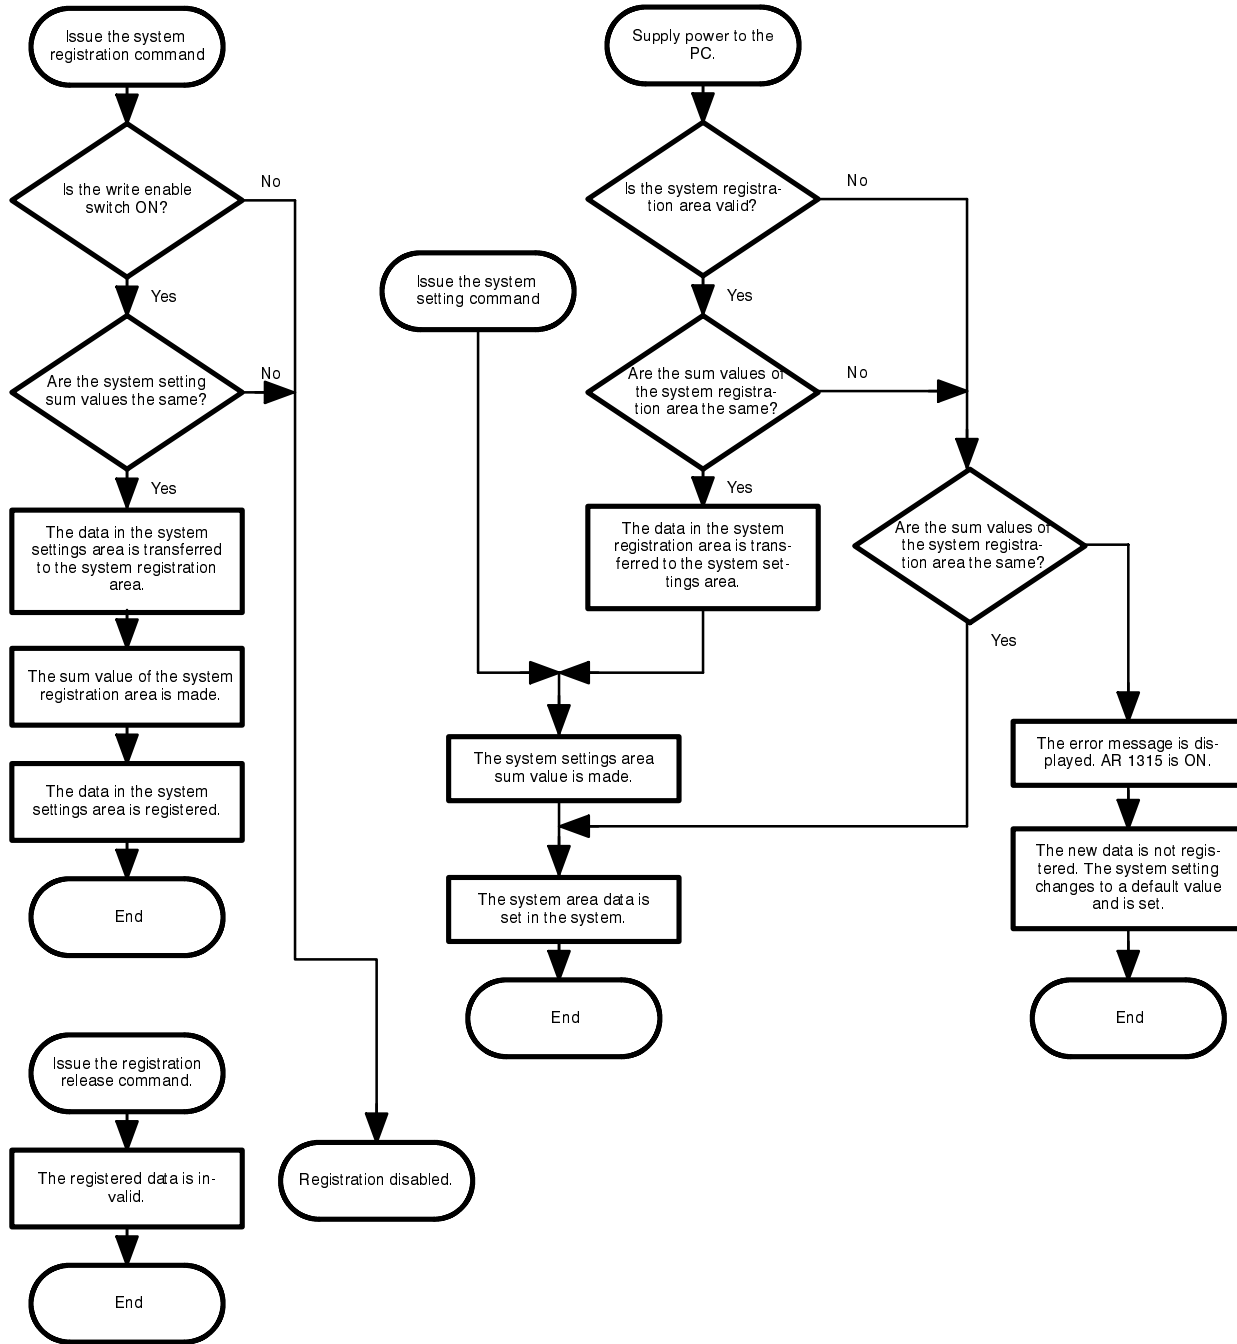 Issue the system
registration command
Is the write enable
switch ON?
No
Yes
Are the system setting
sum values the same?
No
Yes
The data in the system
settings area is transferred
to the system registration
area.
The sum value of the system
registration area is made.
The data in the system
settings area is registered.
End
Issue the registration
release command.
The registered data is in-
valid.
End
Registration disabled.
Issue the system
setting command
Supply power to the
PC.
Is the system registra-
tion area valid?
No
Yes
Are the sum values of
the system registra-
tion area the same?
No
Yes
The data in the system
registration area is trans-
ferred to the system set-
tings area.
The system settings area
sum value is made.
The system area data is
set in the system.
End
Are the sum values of
the system registra-
tion area the same?
Yes
The error message is dis-
played. AR 1315 is ON.
The new data is not regis-
tered. The system setting
changes to a default value
and is set.
End